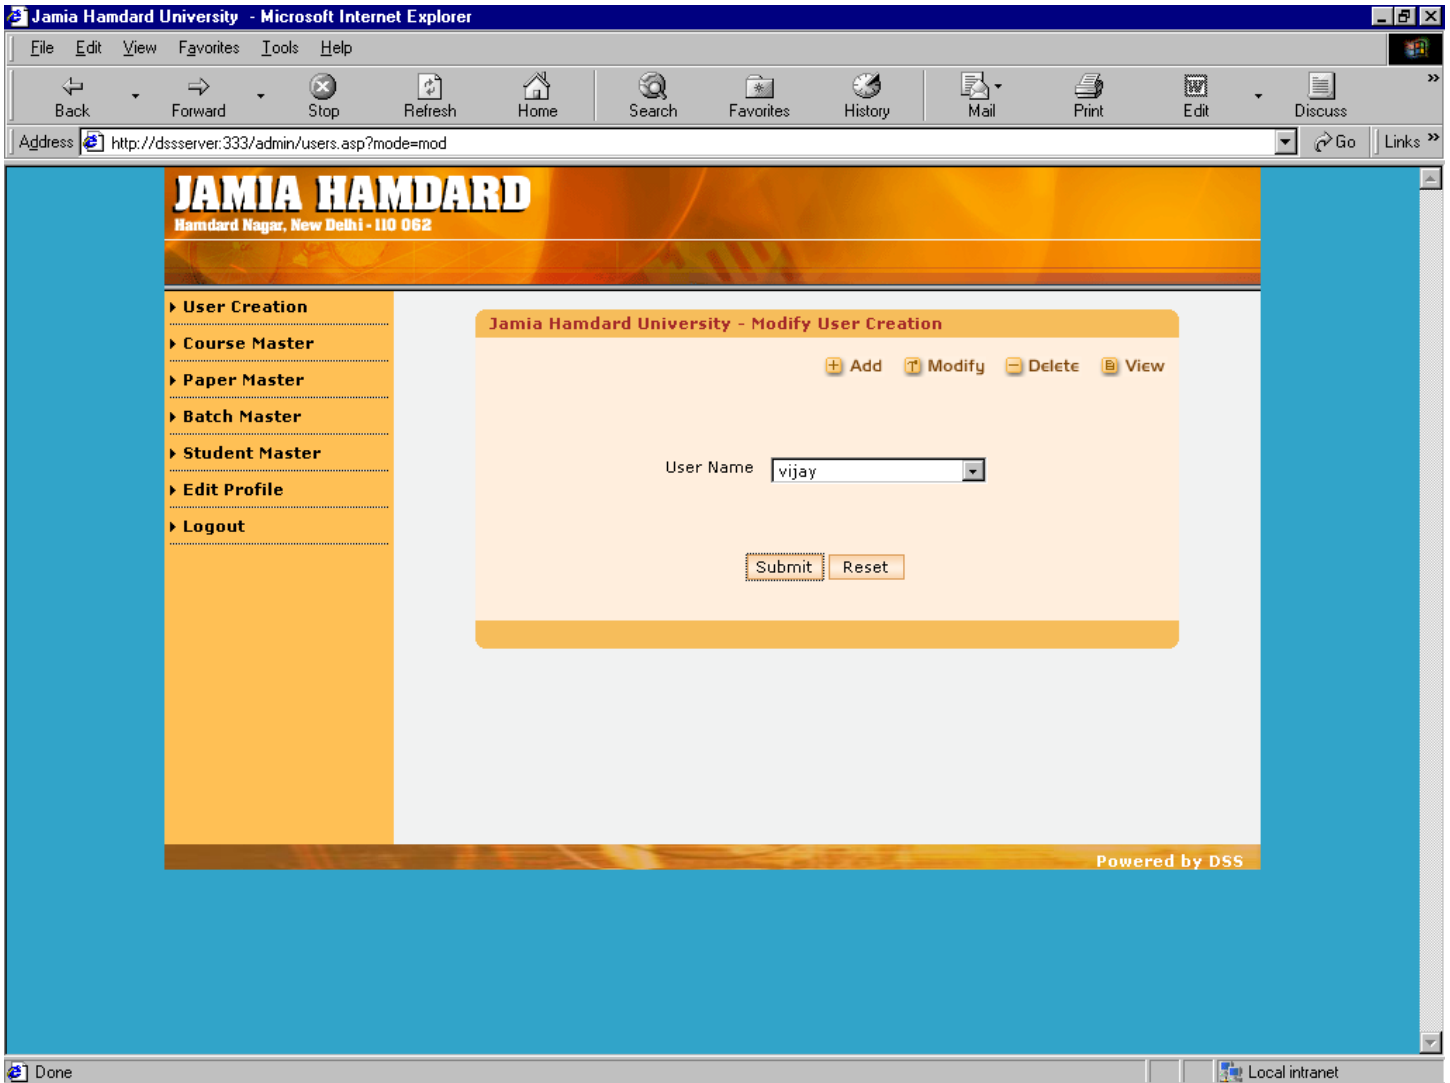 Jamia Hamdard University - Microsoft Internet Explorer
File Edit View Favorites Tools Help
Back Forward Stop Refresh Home Search Favorites History Mail Print Edit Discuss »
Address http://dssserver:333/admin/users.asp?mode=mod Go Links »
JAMIA HAMDARD
Hamdard Nagar, New Delhi - 110 062
User Creation
Course Master
Paper Master
Batch Master
Student Master
Edit Profile
Logout
Jamia Hamdard University - Modify User Creation
Add Modify Delete View
User Name vijay
Submit Reset
Powered by DSS
Done Local intranet